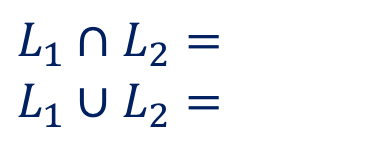 L₁ ∩ L₂ =
L₁ ∪ L₂ =